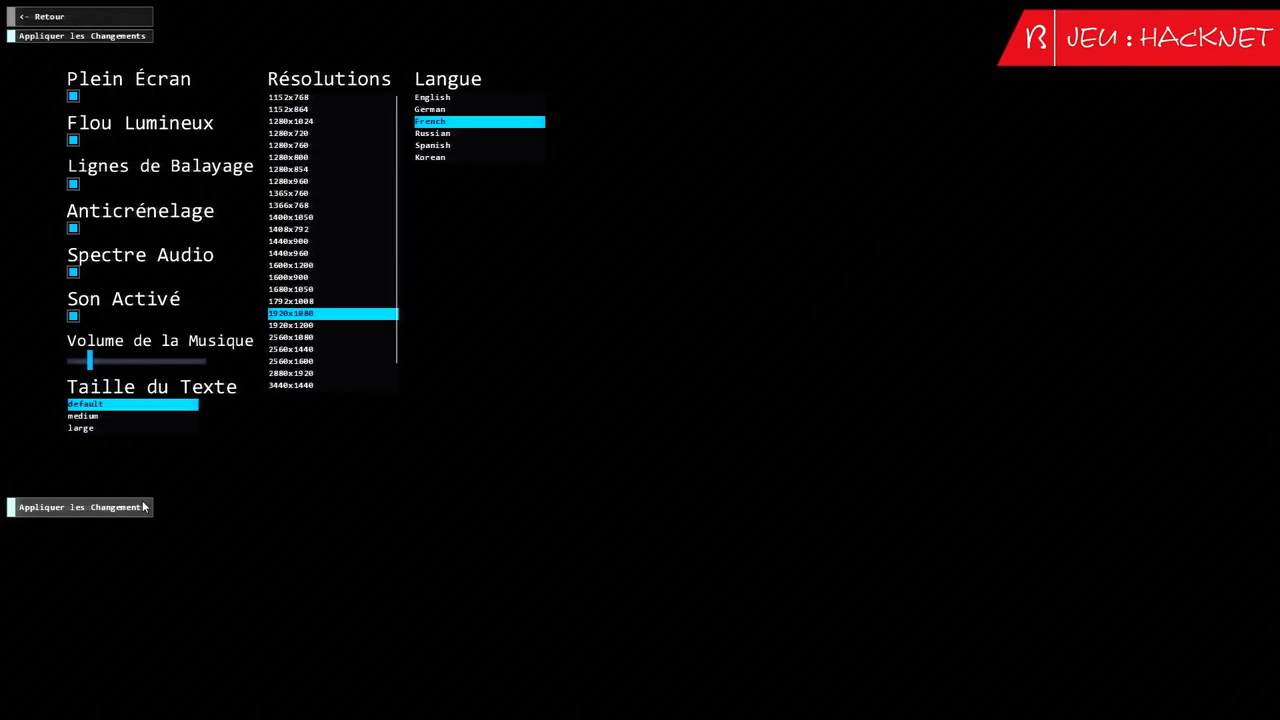 <- Retour
Appliquer les Changements
JEU : HACKNET
Plein Écran
Flou Lumineux
Lignes de Balayage
Anticrénelage
Spectre Audio
Son Activé
Volume de la Musique
Taille du Texte
default
medium
large
Résolutions
1152x768
1152x864
1280x1024
1280x720
1280x760
1280x800
1280x854
1280x960
1365x760
1366x768
1400x1050
1408x792
1440x900
1440x960
1600x1200
1600x900
1680x1050
1792x1008
1920x1080
1920x1200
2560x1080
2560x1440
2560x1600
2880x1920
3440x1440
Langue
English
German
French
Russian
Spanish
Korean
Appliquer les Changement